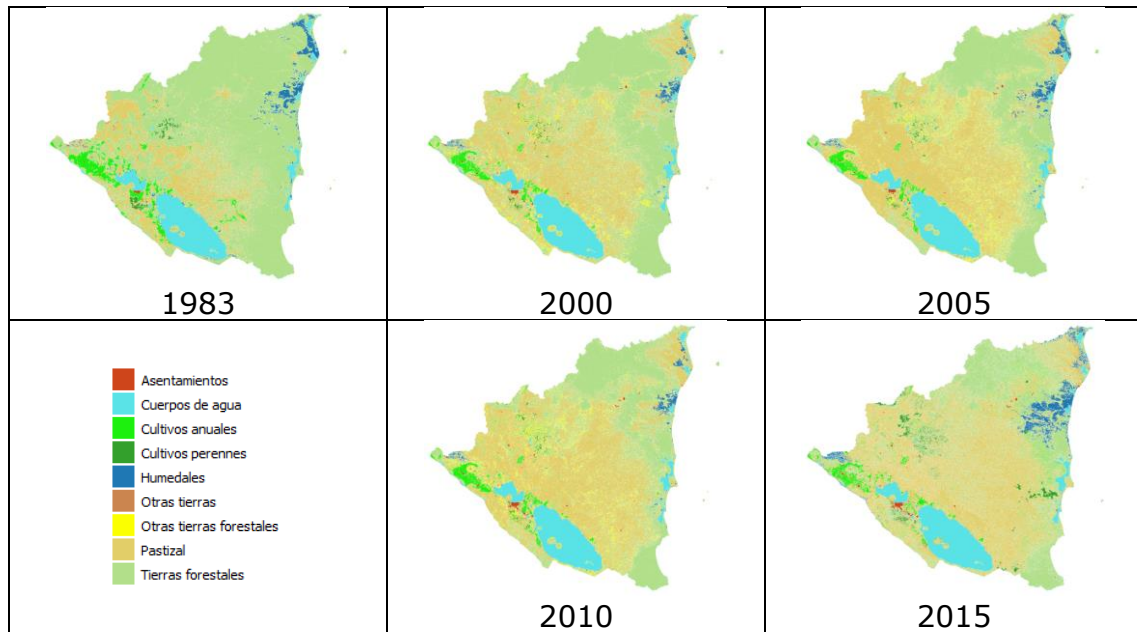 1983
2000
2005
Asentamientos
Cuerpos de agua
Cultivos anuales
Cultivos perennes
Humedales
Otras tierras
Otras tierras forestales
Pastizal
Tierras forestales
2010
2015